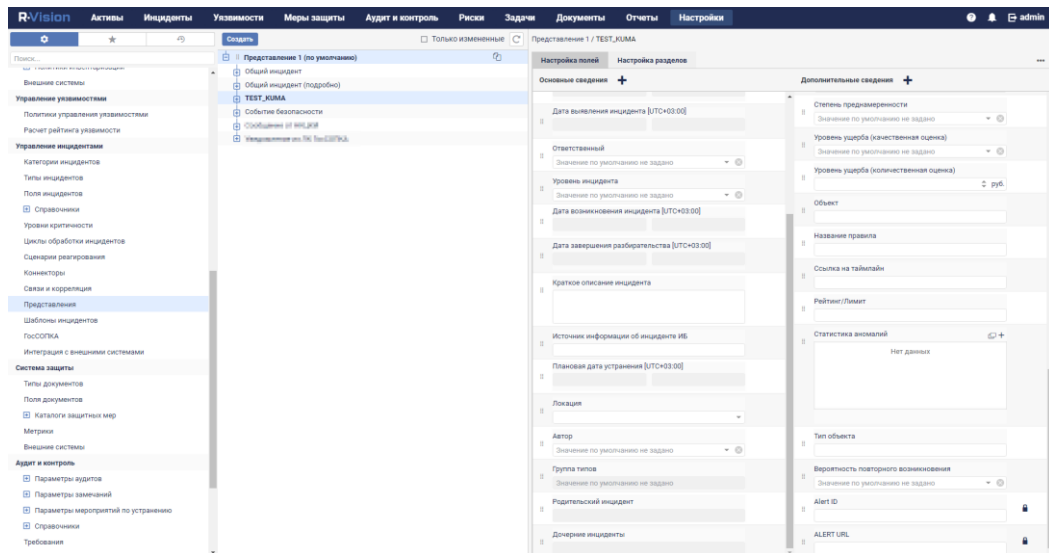 R·Vision Активы Инциденты Уязвимости Меры защиты Аудит и контроль Риски Задачи Документы Отчеты Настройки admin
Поиск...
Внешние системы
Управление уязвимостями
Политики управления уязвимостями
Расчет рейтинга уязвимости
Управление инцидентами
Категории инцидентов
Типы инцидентов
Поля инцидентов
Справочники
Уровни критичности
Циклы обработки инцидентов
Сценарии реагирования
Коннекторы
Связи и корреляция
Представления
Шаблоны инцидентов
ГосСОПКА
Интеграция с внешними системами
Система защиты
Типы документов
Поля документов
Каталоги защитных мер
Метрики
Внешние системы
Аудит и контроль
Параметры аудитов
Параметры замечаний
Параметры мероприятий по устранению
Справочники
Требования
Создать Только измененные
Представление 1 (по умолчанию)
Общий инцидент
Общий инцидент (подробно)
TEST_KUMA
Событие безопасности
Представление 1 / TEST_KUMA
Настройка полей Настройка разделов
Основные сведения
Дата выявления инцидента [UTC+03:00]
Ответственный
Значение по умолчанию не задано
Уровень инцидента
Значение по умолчанию не задано
Дата возникновения инцидента [UTC+03:00]
Дата завершения разбирательства [UTC+03:00]
Краткое описание инцидента
Источник информации об инциденте ИБ
Плановая дата устранения [UTC+03:00]
Локация
Автор
Значение по умолчанию не задано
Группа типов
Значение по умолчанию не задано
Родительский инцидент
Дочерние инциденты
Дополнительные сведения
Степень преднамеренности
Значение по умолчанию не задано
Уровень ущерба (качественная оценка)
Значение по умолчанию не задано
Уровень ущерба (количественная оценка)
руб.
Объект
Название правила
Ссылка на таймлайн
Рейтинг/Лимит
Статистика аномалий
Нет данных
Тип объекта
Вероятность повторного возникновения
Значение по умолчанию не задано
Alert ID
ALERT URL